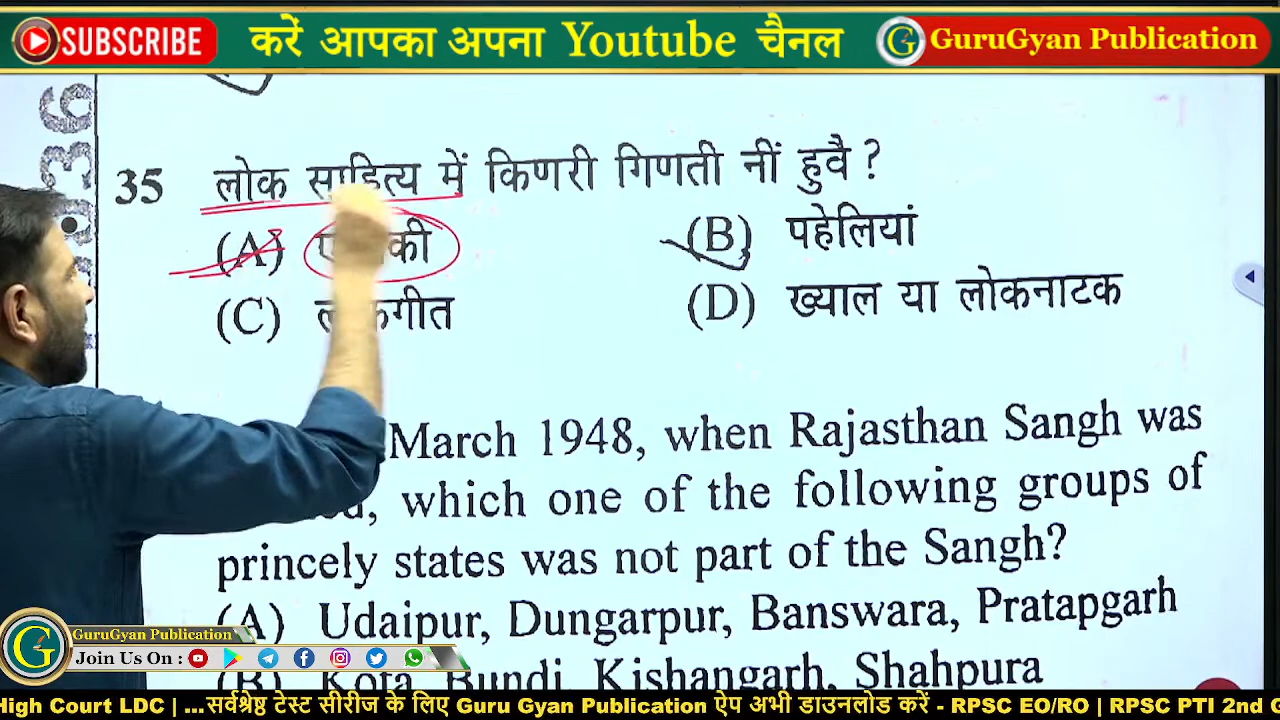 SUBSCRIBE करें आपका अपना Youtube चैनल G GuruGyan Publication
35 लोक साहित्य में किणरी गिणती नीं हुवै ?
(A) (B) पहेलियां
(C) (D) ख्याल या लोकनाटक
March 1948, when Rajasthan Sangh was
which one of the following groups of
princely states was not part of the Sangh?
(A) Udaipur, Dungarpur, Banswara, Pratapgarh
(B) Kota, Bundi, Kishangarh, Shahpura
G GuruGyan Publication
Join Us On :
High Court LDC | ...सर्वश्रेष्ठ टेस्ट सीरीज के लिए Guru Gyan Publication ऐप अभी डाउनलोड करें - RPSC EO/RO | RPSC PTI 2nd G